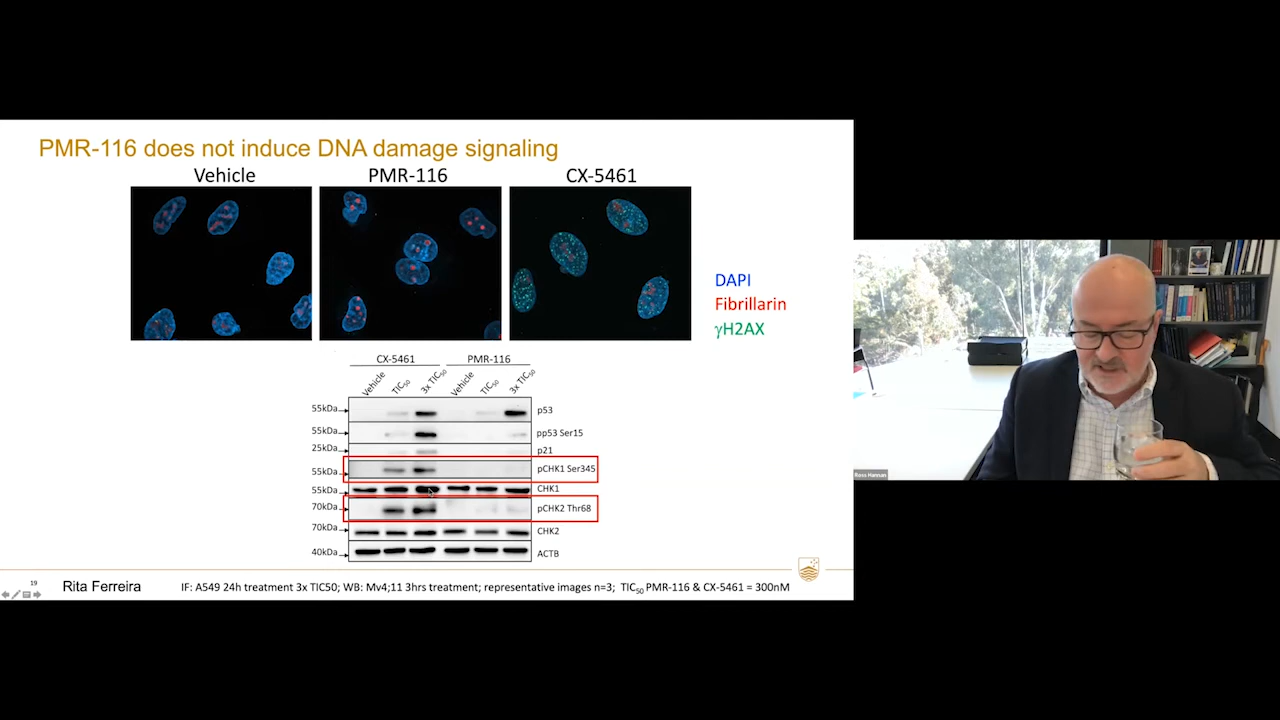 PMR-116 does not induce DNA damage signaling
Vehicle
PMR-116
CX-5461
DAPI
Fibrillarin
γH2AX
CX-5461
PMR-116
Vehicle
TIC50
3x TIC50
Vehicle
TIC50
3x TIC50
55kDa
p53
55kDa
pp53 Ser15
25kDa
p21
55kDa
pCHK1 Ser345
55kDa
CHK1
70kDa
pCHK2 Thr68
70kDa
CHK2
40kDa
ACTB
19
Rita Ferreira
IF: A549 24h treatment 3x TIC50; WB: Mv4;11 3hrs treatment; representative images n=3; TIC50 PMR-116 & CX-5461 = 300nM
Ross Hannan